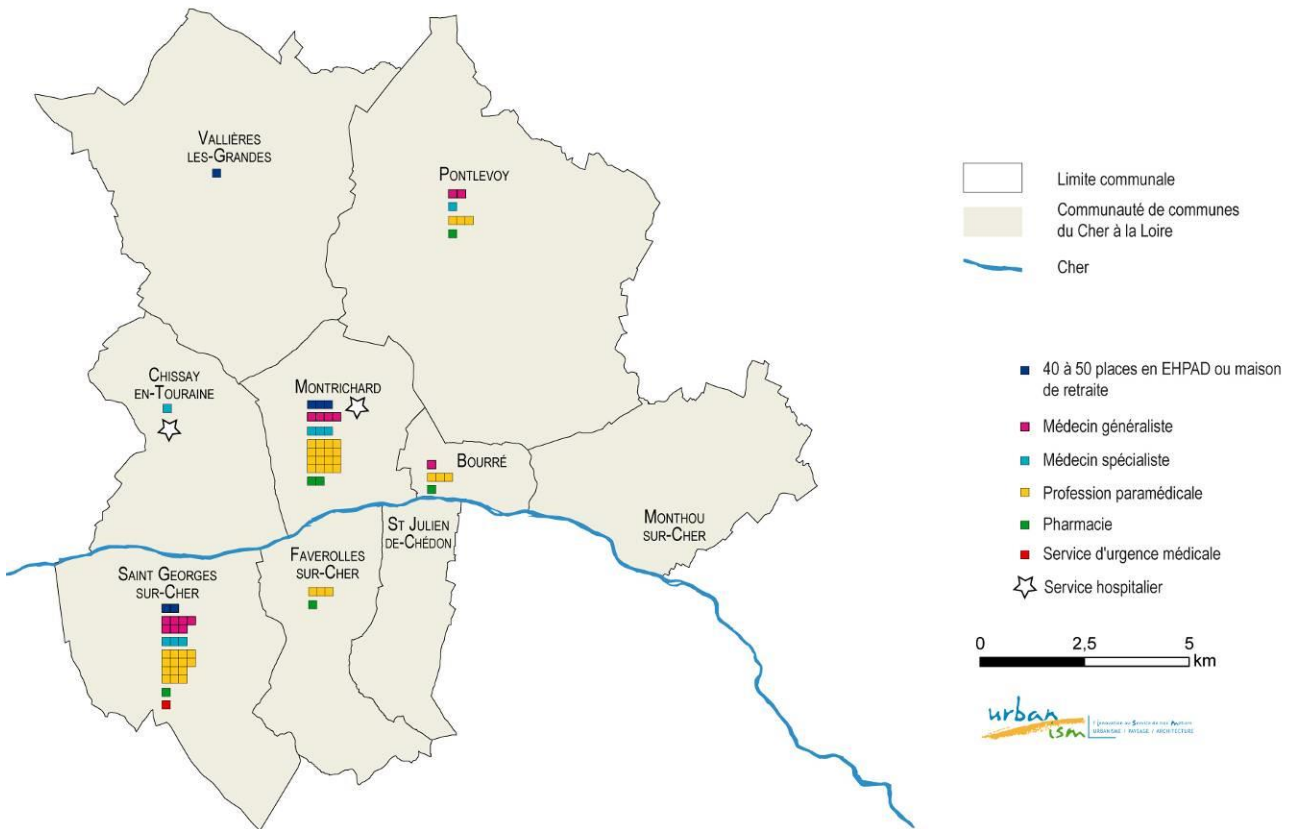 VALLIÈRES
LES-GRANDES
PONTLEVOY
CHISSAY
EN-TOURAINE
MONTRICHARD
BOURRÉ
MONTHOU
SUR-CHER
ST JULIEN
DE-CHÉDON
FAVEROLLES
SUR-CHER
SAINT GEORGES
SUR-CHER
Limite communale
Communauté de communes
du Cher à la Loire
Cher
40 à 50 places en EHPAD ou maison
de retraite
Médecin généraliste
Médecin spécialiste
Profession paramédicale
Pharmacie
Service d'urgence médicale
Service hospitalier
0 2,5 5
km
urban
ism
URBANISME / PAYSAGE / ARCHITECTURE